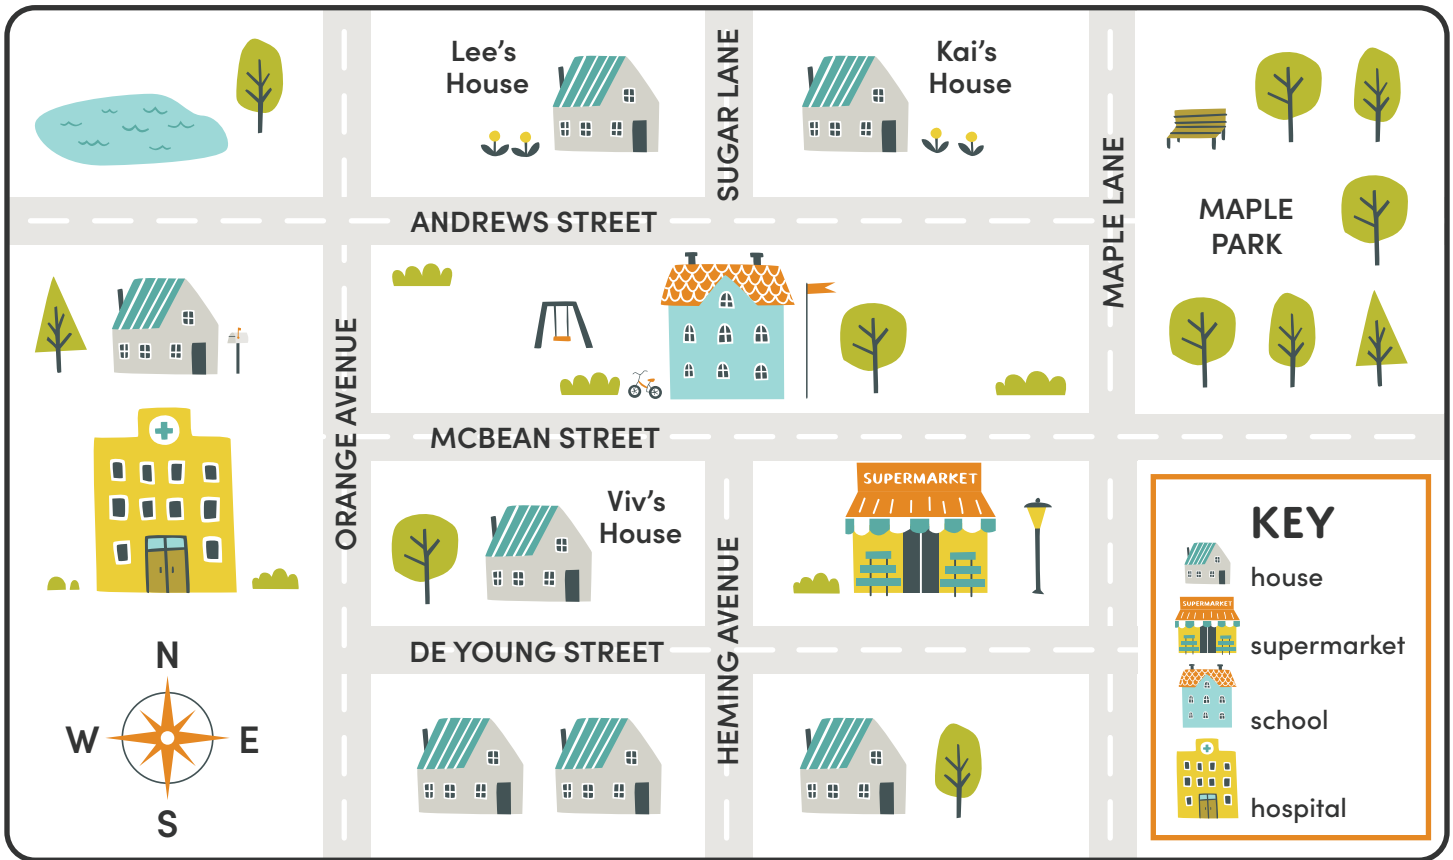 Lee's
House
SUGAR LANE
Kai's
House
MAPLE LANE
MAPLE
PARK
ANDREWS STREET
ORANGE AVENUE
MCBEAN STREET
Viv's
House
SUPERMARKET
HEMING AVENUE
DE YOUNG STREET
N
W
E
S
KEY
house
SUPERMARKET
supermarket
school
hospital